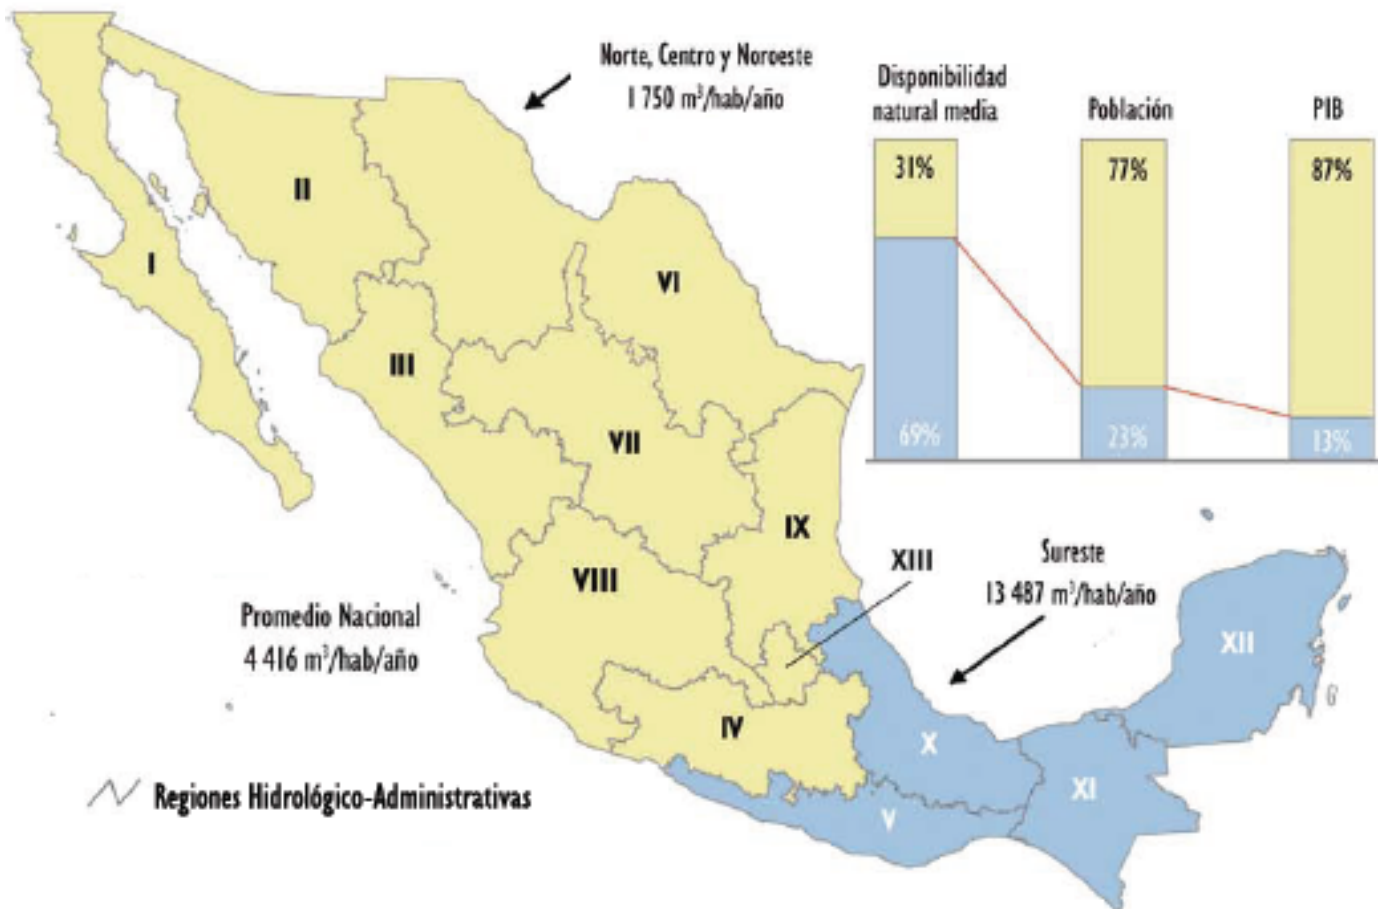 Norte, Centro y Noroeste
1 750 m³/hab/año
Disponibilidad
natural media
Población
PIB
31%
77%
87%
69%
23%
13%
I
II
III
VI
VII
IX
VIII
XIII
Sureste
13 487 m³/hab/año
Promedio Nacional
4 416 m³/hab/año
XII
IV
X
XI
V
Regiones Hidrológico-Administrativas